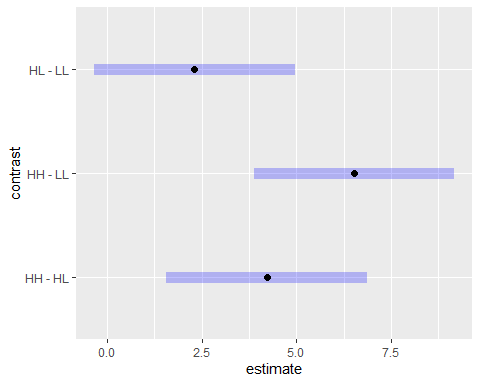 HL - LL
HH - LL
HH - HL
contrast
0.0 2.5 5.0 7.5
estimate